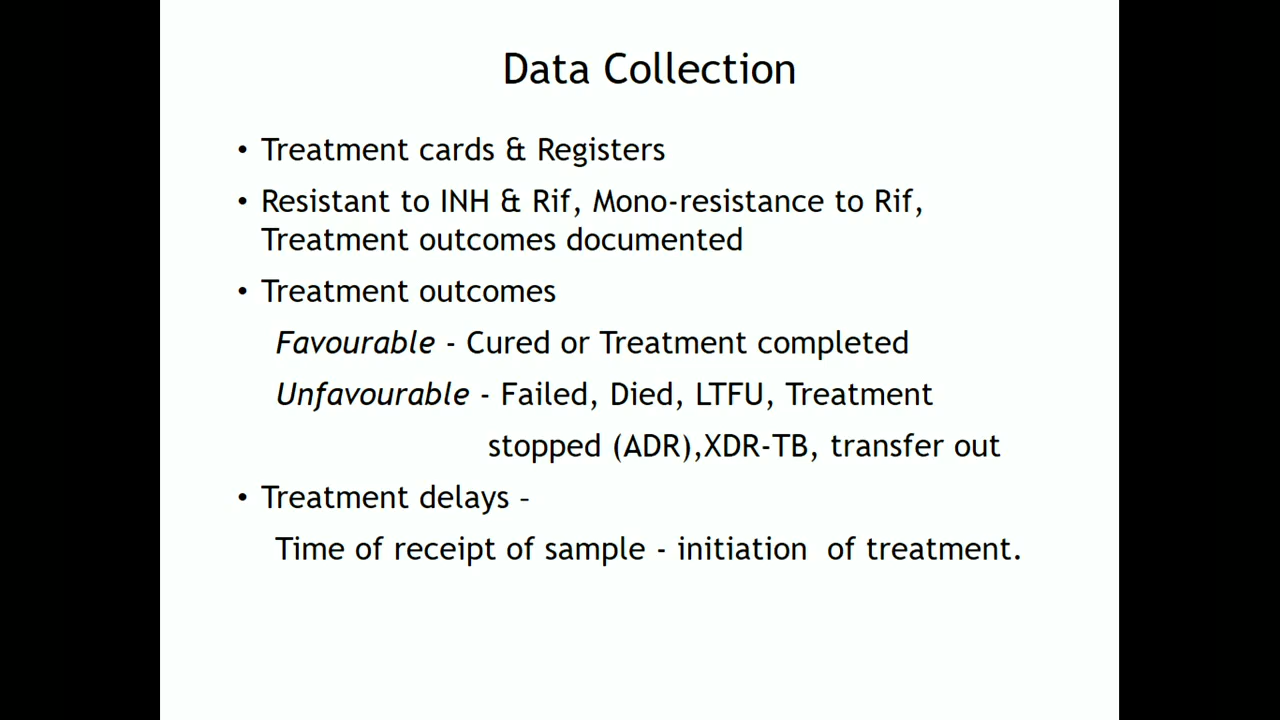 Data Collection
• Treatment cards & Registers
• Resistant to INH & Rif, Mono-resistance to Rif,
Treatment outcomes documented
• Treatment outcomes
Favourable - Cured or Treatment completed
Unfavourable - Failed, Died, LTFU, Treatment
stopped (ADR),XDR-TB, transfer out
• Treatment delays –
Time of receipt of sample - initiation  of treatment.